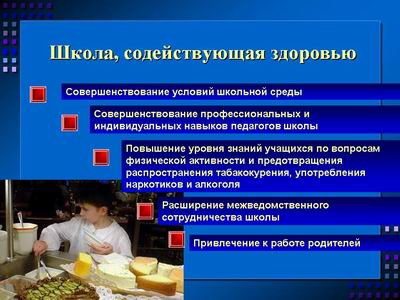 Школа, содействующая здоровью
Совершенствование условий школьной среды
Совершенствование профессиональных и
индивидуальных навыков педагогов школы
Повышение уровня знаний учащихся по вопросам
физической активности и предотвращения
распространения табакокурения, употребления
наркотиков и алкоголя
Расширение межведомственного
сотрудничества школы
Привлечение к работе родителей